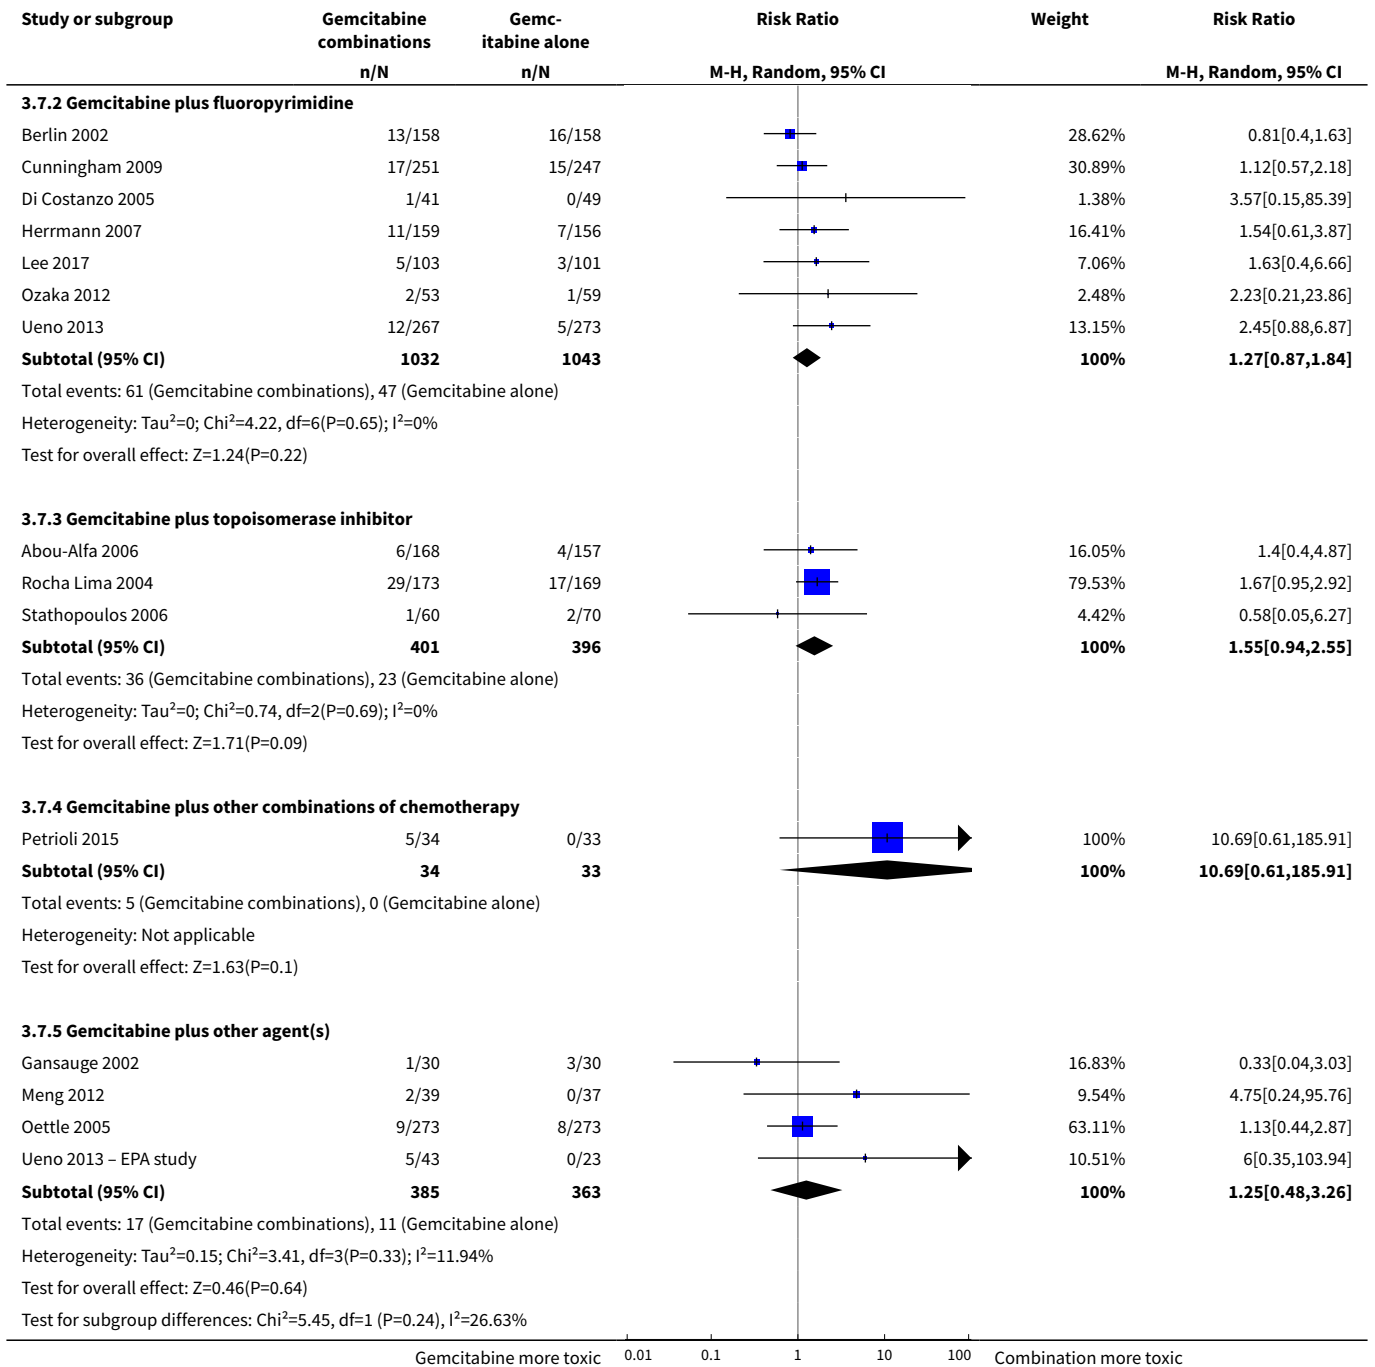 Study or subgroup Gemcitabine combinations Gemc-itabine alone Risk Ratio Weight Risk Ratio
n/N n/N M-H, Random, 95% CI M-H, Random, 95% CI
3.7.2 Gemcitabine plus fluoropyrimidine
Berlin 2002 13/158 16/158 28.62% 0.81[0.4,1.63]
Cunningham 2009 17/251 15/247 30.89% 1.12[0.57,2.18]
Di Costanzo 2005 1/41 0/49 1.38% 3.57[0.15,85.39]
Herrmann 2007 11/159 7/156 16.41% 1.54[0.61,3.87]
Lee 2017 5/103 3/101 7.06% 1.63[0.4,6.66]
Ozaka 2012 2/53 1/59 2.48% 2.23[0.21,23.86]
Ueno 2013 12/267 5/273 13.15% 2.45[0.88,6.87]
Subtotal (95% CI) 1032 1043 100% 1.27[0.87,1.84]
Total events: 61 (Gemcitabine combinations), 47 (Gemcitabine alone)
Heterogeneity: Tau²=0; Chi²=4.22, df=6(P=0.65); I²=0%
Test for overall effect: Z=1.24(P=0.22)
3.7.3 Gemcitabine plus topoisomerase inhibitor
Abou-Alfa 2006 6/168 4/157 16.05% 1.4[0.4,4.87]
Rocha Lima 2004 29/173 17/169 79.53% 1.67[0.95,2.92]
Stathopoulos 2006 1/60 2/70 4.42% 0.58[0.05,6.27]
Subtotal (95% CI) 401 396 100% 1.55[0.94,2.55]
Total events: 36 (Gemcitabine combinations), 23 (Gemcitabine alone)
Heterogeneity: Tau²=0; Chi²=0.74, df=2(P=0.69); I²=0%
Test for overall effect: Z=1.71(P=0.09)
3.7.4 Gemcitabine plus other combinations of chemotherapy
Petrioli 2015 5/34 0/33 100% 10.69[0.61,185.91]
Subtotal (95% CI) 34 33 100% 10.69[0.61,185.91]
Total events: 5 (Gemcitabine combinations), 0 (Gemcitabine alone)
Heterogeneity: Not applicable
Test for overall effect: Z=1.63(P=0.1)
3.7.5 Gemcitabine plus other agent(s)
Gansauge 2002 1/30 3/30 16.83% 0.33[0.04,3.03]
Meng 2012 2/39 0/37 9.54% 4.75[0.24,95.76]
Oettle 2005 9/273 8/273 63.11% 1.13[0.44,2.87]
Ueno 2013 – EPA study 5/43 0/23 10.51% 6[0.35,103.94]
Subtotal (95% CI) 385 363 100% 1.25[0.48,3.26]
Total events: 17 (Gemcitabine combinations), 11 (Gemcitabine alone)
Heterogeneity: Tau²=0.15; Chi²=3.41, df=3(P=0.33); I²=11.94%
Test for overall effect: Z=0.46(P=0.64)
Test for subgroup differences: Chi²=5.45, df=1 (P=0.24), I²=26.63%
Gemcitabine more toxic 0.01 0.1 1 10 100 Combination more toxic